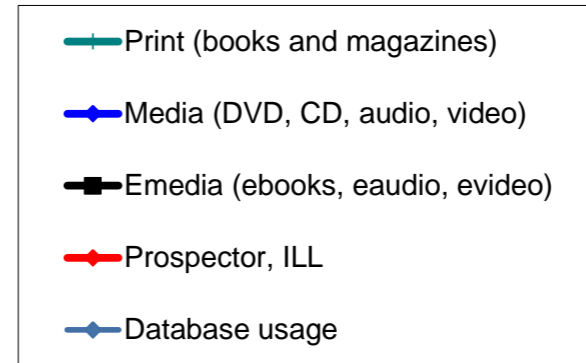 Print (books and magazines)
Media (DVD, CD, audio, video)
Emedia (ebooks, eaudio, evideo)
Prospector, ILL
Database usage